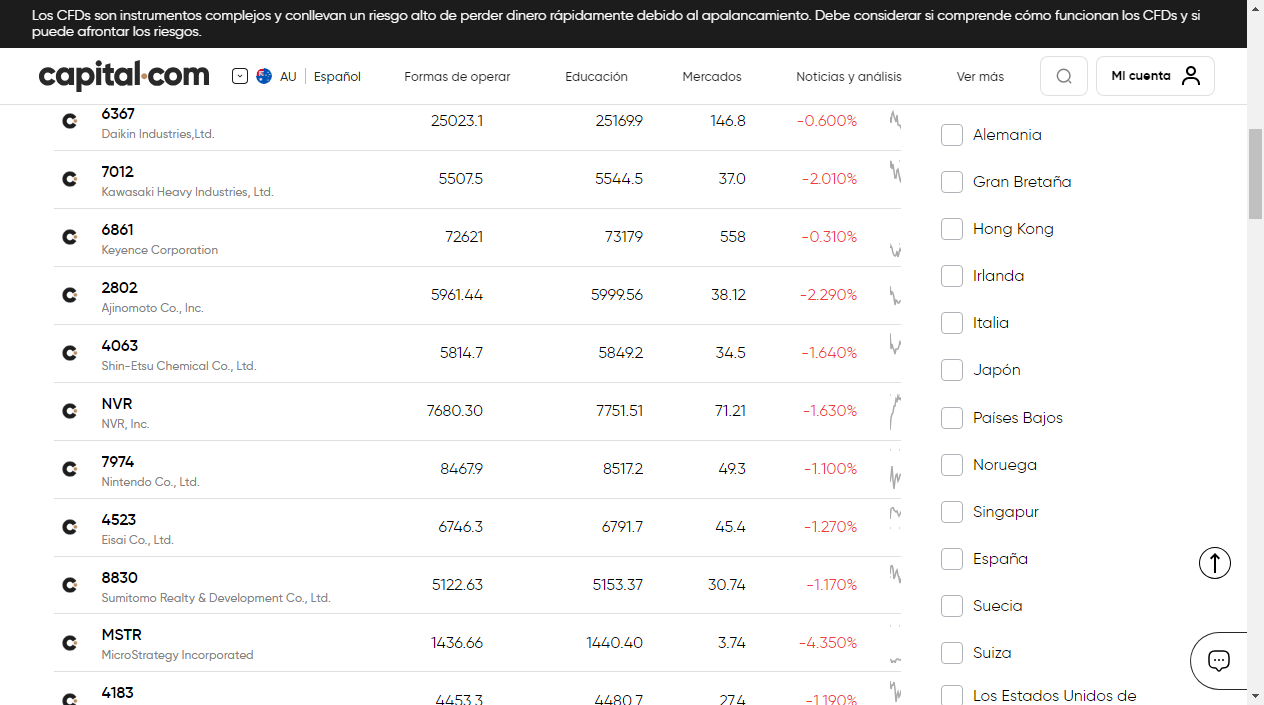 Los CFDs son instrumentos complejos y conllevan un riesgo alto de perder dinero rápidamente debido al apalancamiento. Debe considerar si comprende cómo funcionan los CFDs y si
puede afrontar los riesgos.
capital.com AU Español Formas de operar Educación Mercados Noticias y análisis Ver más Mi cuenta
6367 25023.1 25169.9 146.8 -0.600%
Daikin Industries,Ltd.
7012 5507.5 5544.5 37.0 -2.010%
Kawasaki Heavy Industries, Ltd.
6861 72621 73179 558 -0.310%
Keyence Corporation
2802 5961.44 5999.56 38.12 -2.290%
Ajinomoto Co., Inc.
4063 5814.7 5849.2 34.5 -1.640%
Shin-Etsu Chemical Co., Ltd.
NVR 7680.30 7751.51 71.21 -1.630%
NVR, Inc.
7974 8467.9 8517.2 49.3 -1.100%
Nintendo Co., Ltd.
4523 6746.3 6791.7 45.4 -1.270%
Eisai Co., Ltd.
8830 5122.63 5153.37 30.74 -1.170%
Sumitomo Realty & Development Co., Ltd.
MSTR 1436.66 1440.40 3.74 -4.350%
MicroStrategy Incorporated
4183 4453.3 4480.7 27.4 -1.190%
Alemania
Gran Bretaña
Hong Kong
Irlanda
Italia
Japón
Países Bajos
Noruega
Singapur
España
Suecia
Suiza
Los Estados Unidos de